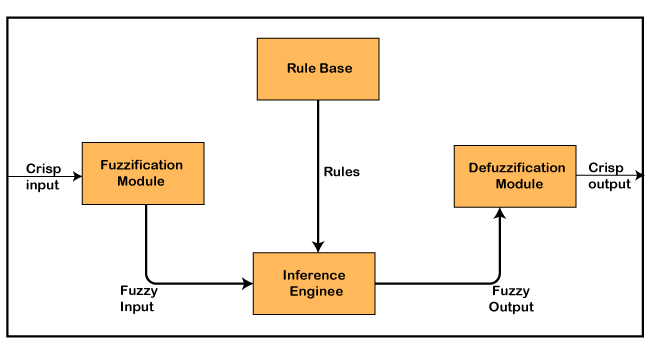 Rule Base
Crisp
input
Fuzzification
Module
Rules
Defuzzification
Module
Crisp
output
Inference
Enginee
Fuzzy
Input
Fuzzy
Output